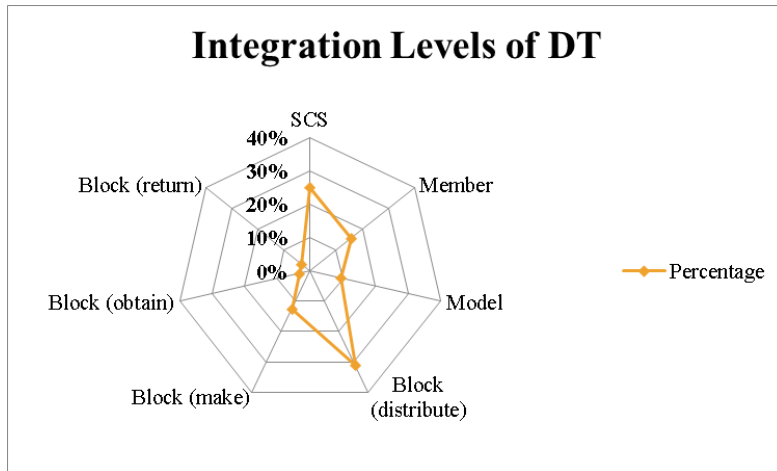 Integration Levels of DT
SCS
40%
30%
20%
10%
0%
Member
Model
Block
(distribute)
Block (make)
Block (obtain)
Block (return)
Percentage